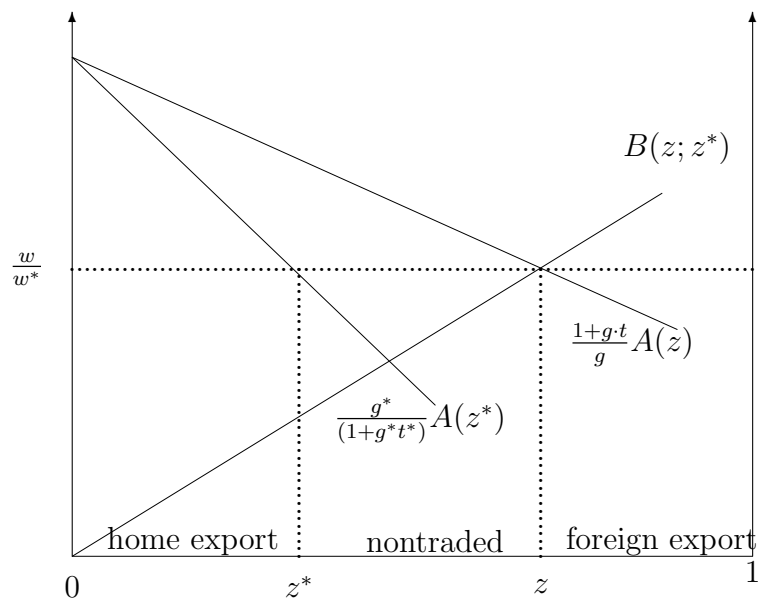 B(z; z*)
w/w*
(1+g·t)/g A(z)
g*/(1+g*t*) A(z*)
home export nontraded foreign export
0 z* z 1